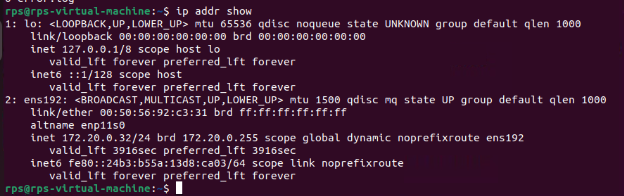 rps@rps-virtual-machine:~$ ip addr show
1: lo: <LOOPBACK,UP,LOWER_UP> mtu 65536 qdisc noqueue state UNKNOWN group default qlen 1000
    link/loopback 00:00:00:00:00:00 brd 00:00:00:00:00:00
    inet 127.0.0.1/8 scope host lo
       valid_lft forever preferred_lft forever
    inet6 ::1/128 scope host
       valid_lft forever preferred_lft forever
2: ens192: <BROADCAST,MULTICAST,UP,LOWER_UP> mtu 1500 qdisc mq state UP group default qlen 1000
    link/ether 00:50:56:92:c3:31 brd ff:ff:ff:ff:ff:ff
    altname enp11s0
    inet 172.20.0.32/24 brd 172.20.0.255 scope global dynamic noprefixroute ens192
       valid_lft 3916sec preferred_lft 3916sec
    inet6 fe80::24b3:b55a:13d8:ca03/64 scope link noprefixroute
       valid_lft forever preferred_lft forever
rps@rps-virtual-machine:~$